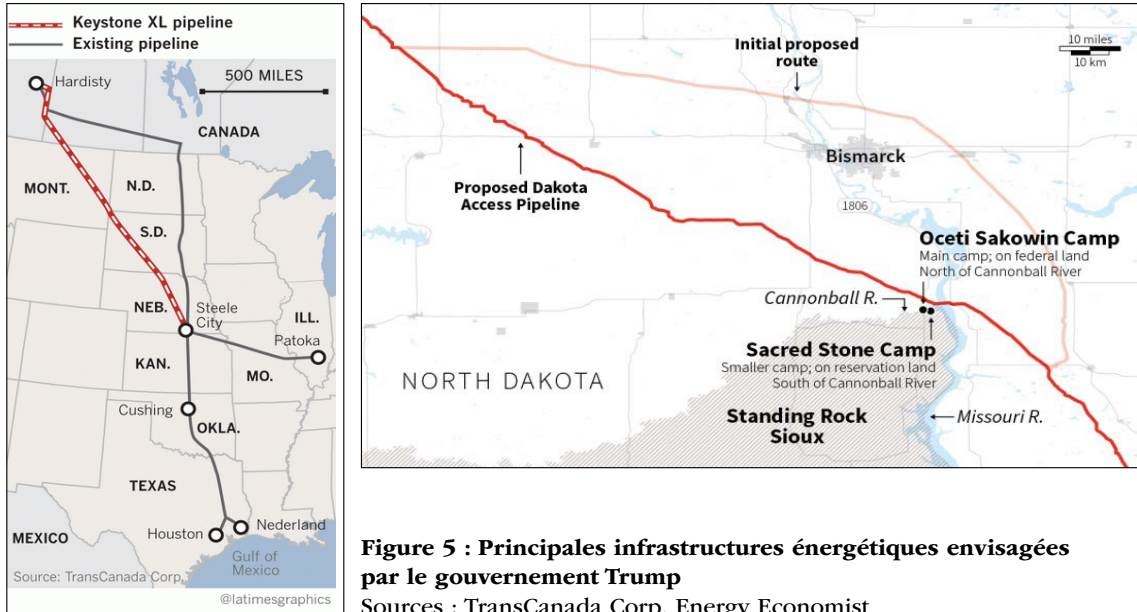 Keystone XL pipeline
Existing pipeline
Hardisty
500 MILES
CANADA
MONT.
N.D.
S.D.
NEB.
Steele
City
ILL.
Patoka
KAN.
MO.
Cushing
OKLA.
TEXAS
Houston
Nederland
MEXICO
Gulf of
Mexico
Source: TransCanada Corp.
@latimesgraphics
Initial proposed
route
10 miles
10 km
Bismarck
Proposed Dakota
Access Pipeline
1806
Oceti Sakowin Camp
Main camp; on federal land
North of Cannonball River
Cannonball R.
Sacred Stone Camp
Smaller camp; on reservation land
South of Cannonball River
NORTH DAKOTA
Standing Rock
Sioux
Missouri R.
Figure 5 : Principales infrastructures énergétiques envisagées
par le gouvernement Trump
Sources : TransCanada Corp, Energy Economist